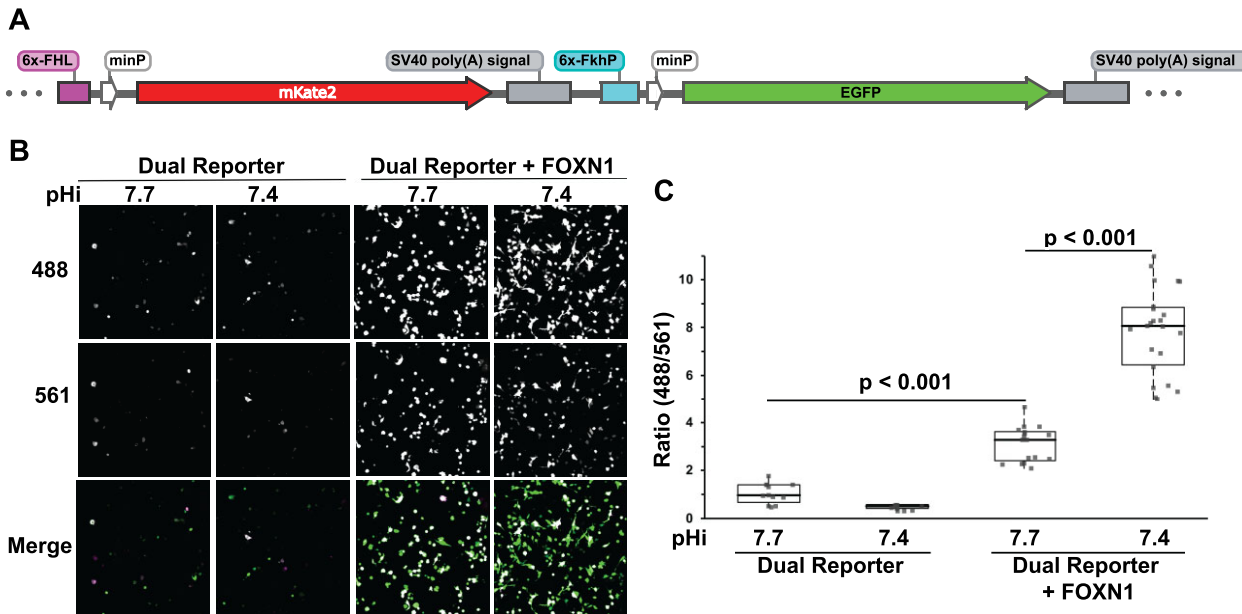 A
6x-FHL
minP
SV40 poly(A) signal
6x-FkhP
minP
SV40 poly(A) signal
mKate2
EGFP
B
Dual Reporter
Dual Reporter + FOXN1
pHi
7.7
7.4
7.7
7.4
488
561
Merge
C
Ratio (488/561)
10
8
6
4
2
0
p < 0.001
p < 0.001
pHi
7.7
7.4
7.7
7.4
Dual Reporter
Dual Reporter
+ FOXN1